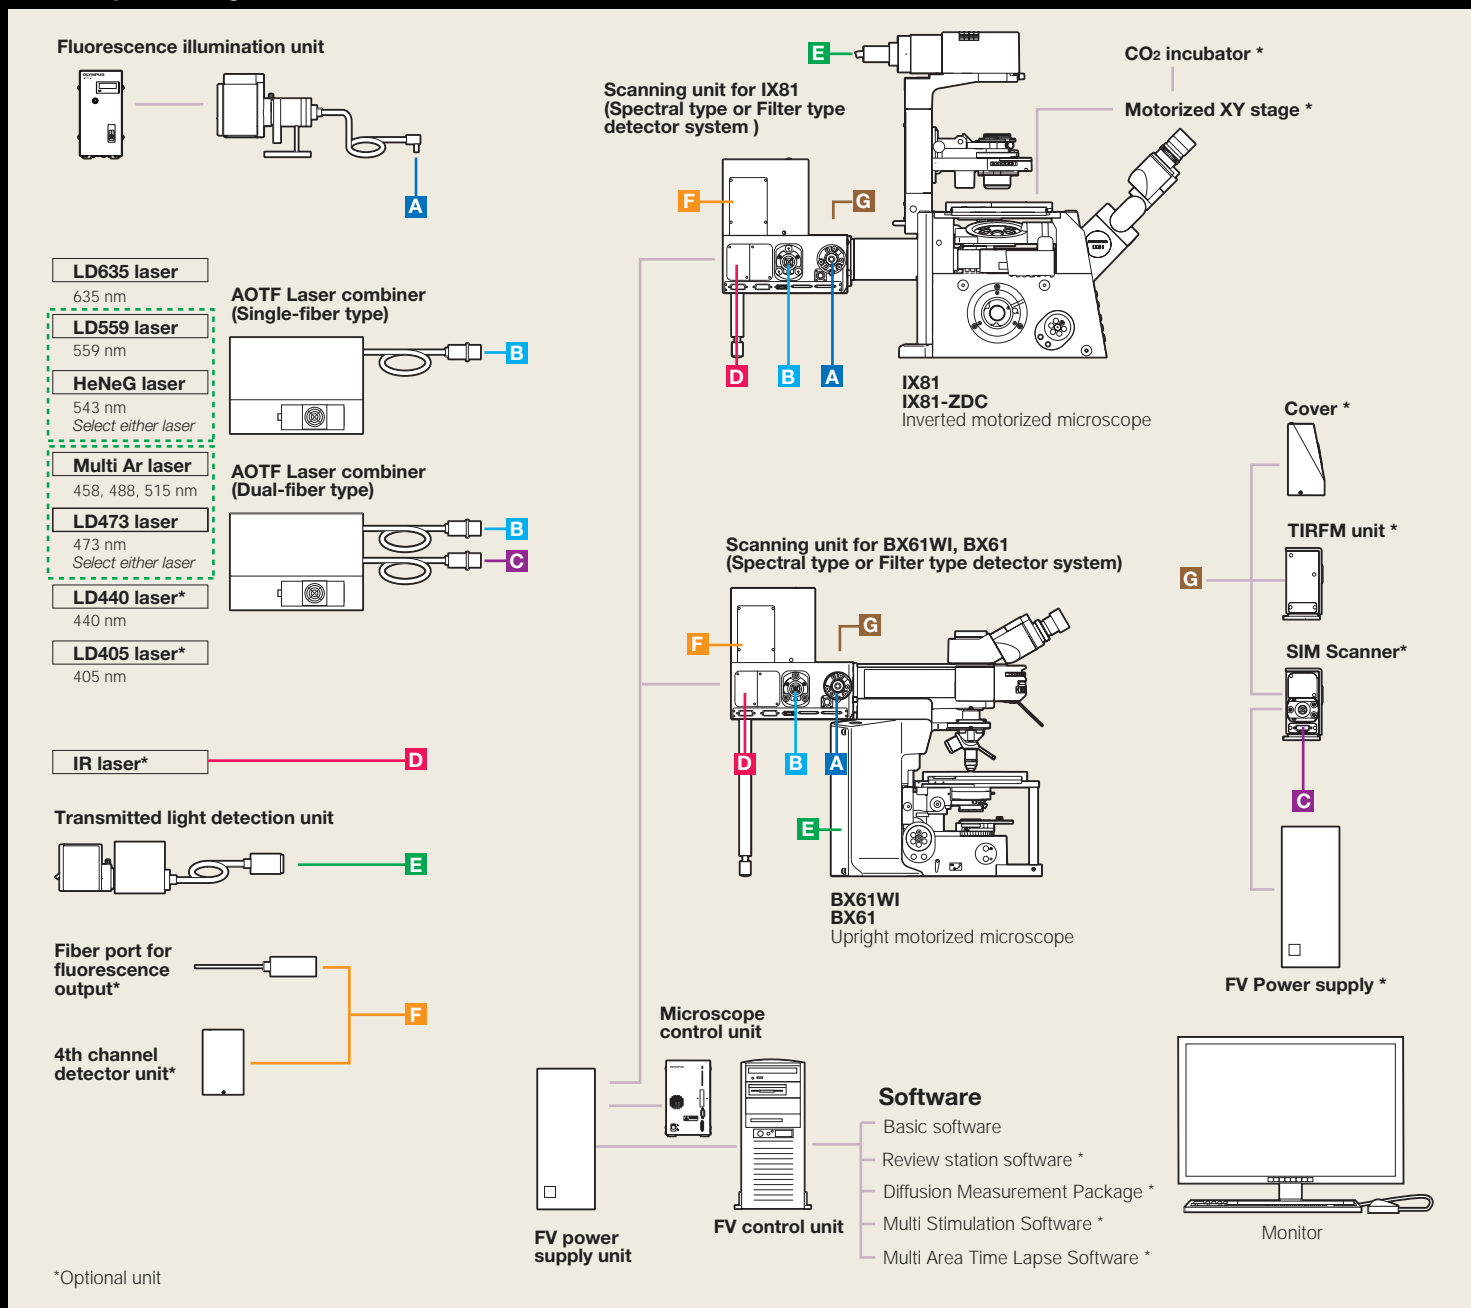 Fluorescence illumination unit
OLYMPUS
A
LD635 laser
635 nm
LD559 laser
559 nm
HeNeG laser
543 nm
Select either laser
Multi Ar laser
458, 488, 515 nm
LD473 laser
473 nm
Select either laser
LD440 laser*
440 nm
LD405 laser*
405 nm
AOTF Laser combiner
(Single-fiber type)
B
AOTF Laser combiner
(Dual-fiber type)
B
C
IR laser*
D
Transmitted light detection unit
E
Fiber port for
fluorescence
output*
F
4th channel
detector unit*
*Optional unit
E
Scanning unit for IX81
(Spectral type or Filter type
detector system )
CO2 incubator *
Motorized XY stage *
F
G
D
B
A
IX81
IX81-ZDC
Inverted motorized microscope
Scanning unit for BX61WI, BX61
(Spectral type or Filter type detector system)
F
G
D
B
A
E
BX61WI
BX61
Upright motorized microscope
Cover *
TIRFM unit *
G
SIM Scanner*
C
FV Power supply *
Microscope
control unit
FV power
supply unit
FV control unit
Software
Basic software
Review station software *
Diffusion Measurement Package *
Multi Stimulation Software *
Multi Area Time Lapse Software *
Monitor